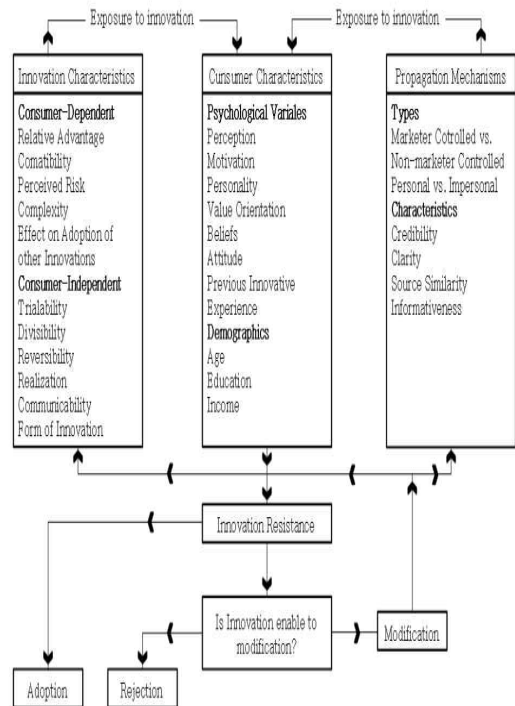 Exposure to innovation
Exposure to innovation
Innovation Characteristics
Consumer-Dependent
Relative Advantage
Comatibility
Perceived Risk
Complexity
Effect on Adoption of
other Innovations
Consumer-Independent
Trialability
Divisibility
Reversibility
Realization
Communicability
Form of Innovation
Cunsumer Characteristics
Psychological Variales
Perception
Motivation
Personality
Value Orientation
Beliefs
Attitude
Previous Innovative
Experience
Demographics
Age
Education
Income
Propagation Mechanisms
Types
Marketer Cotrolled vs.
Non-marketer Controlled
Personal vs. Impersonal
Characteristics
Credibility
Clarity
Source Similarity
Informativeness
Innovation Resistance
Is Innovation enable to
modification?
Modification
Adoption
Rejection